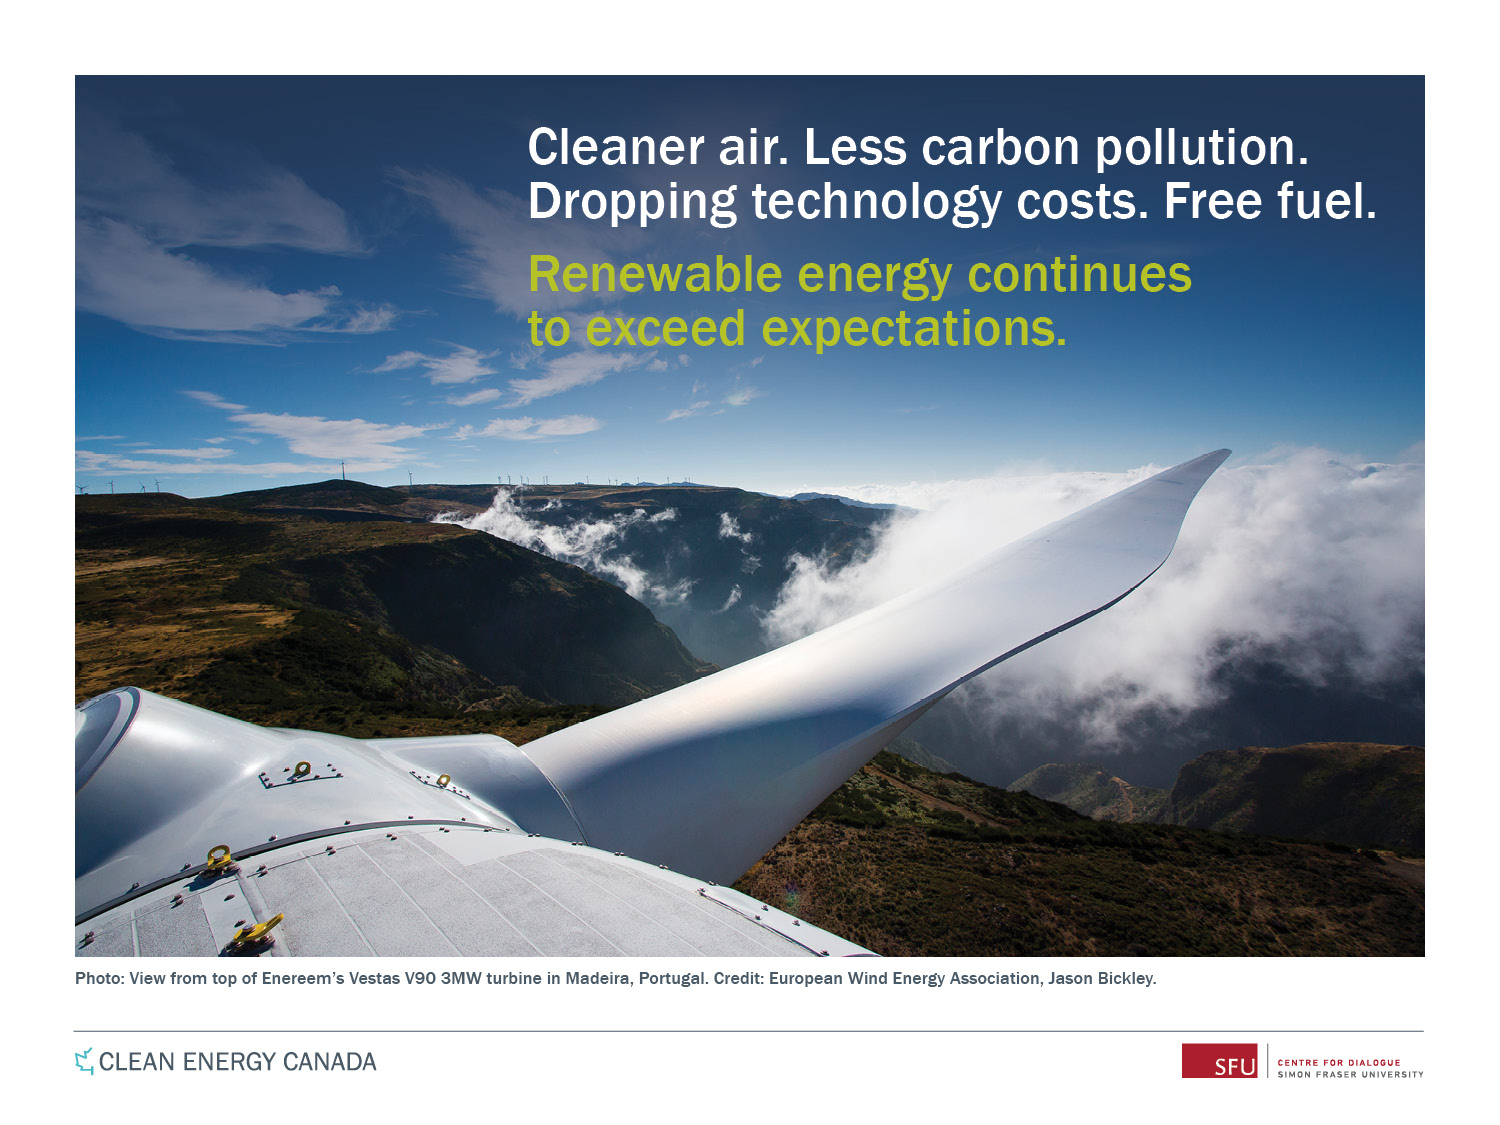 Cleaner air. Less carbon pollution.
Dropping technology costs. Free fuel.
Renewable energy continues
to exceed expectations.
Photo: View from top of Enereem’s Vestas V90 3MW turbine in Madeira, Portugal. Credit: European Wind Energy Association, Jason Bickley.
CLEAN ENERGY CANADA
SFU
CENTRE FOR DIALOGUE
SIMON FRASER UNIVERSITY